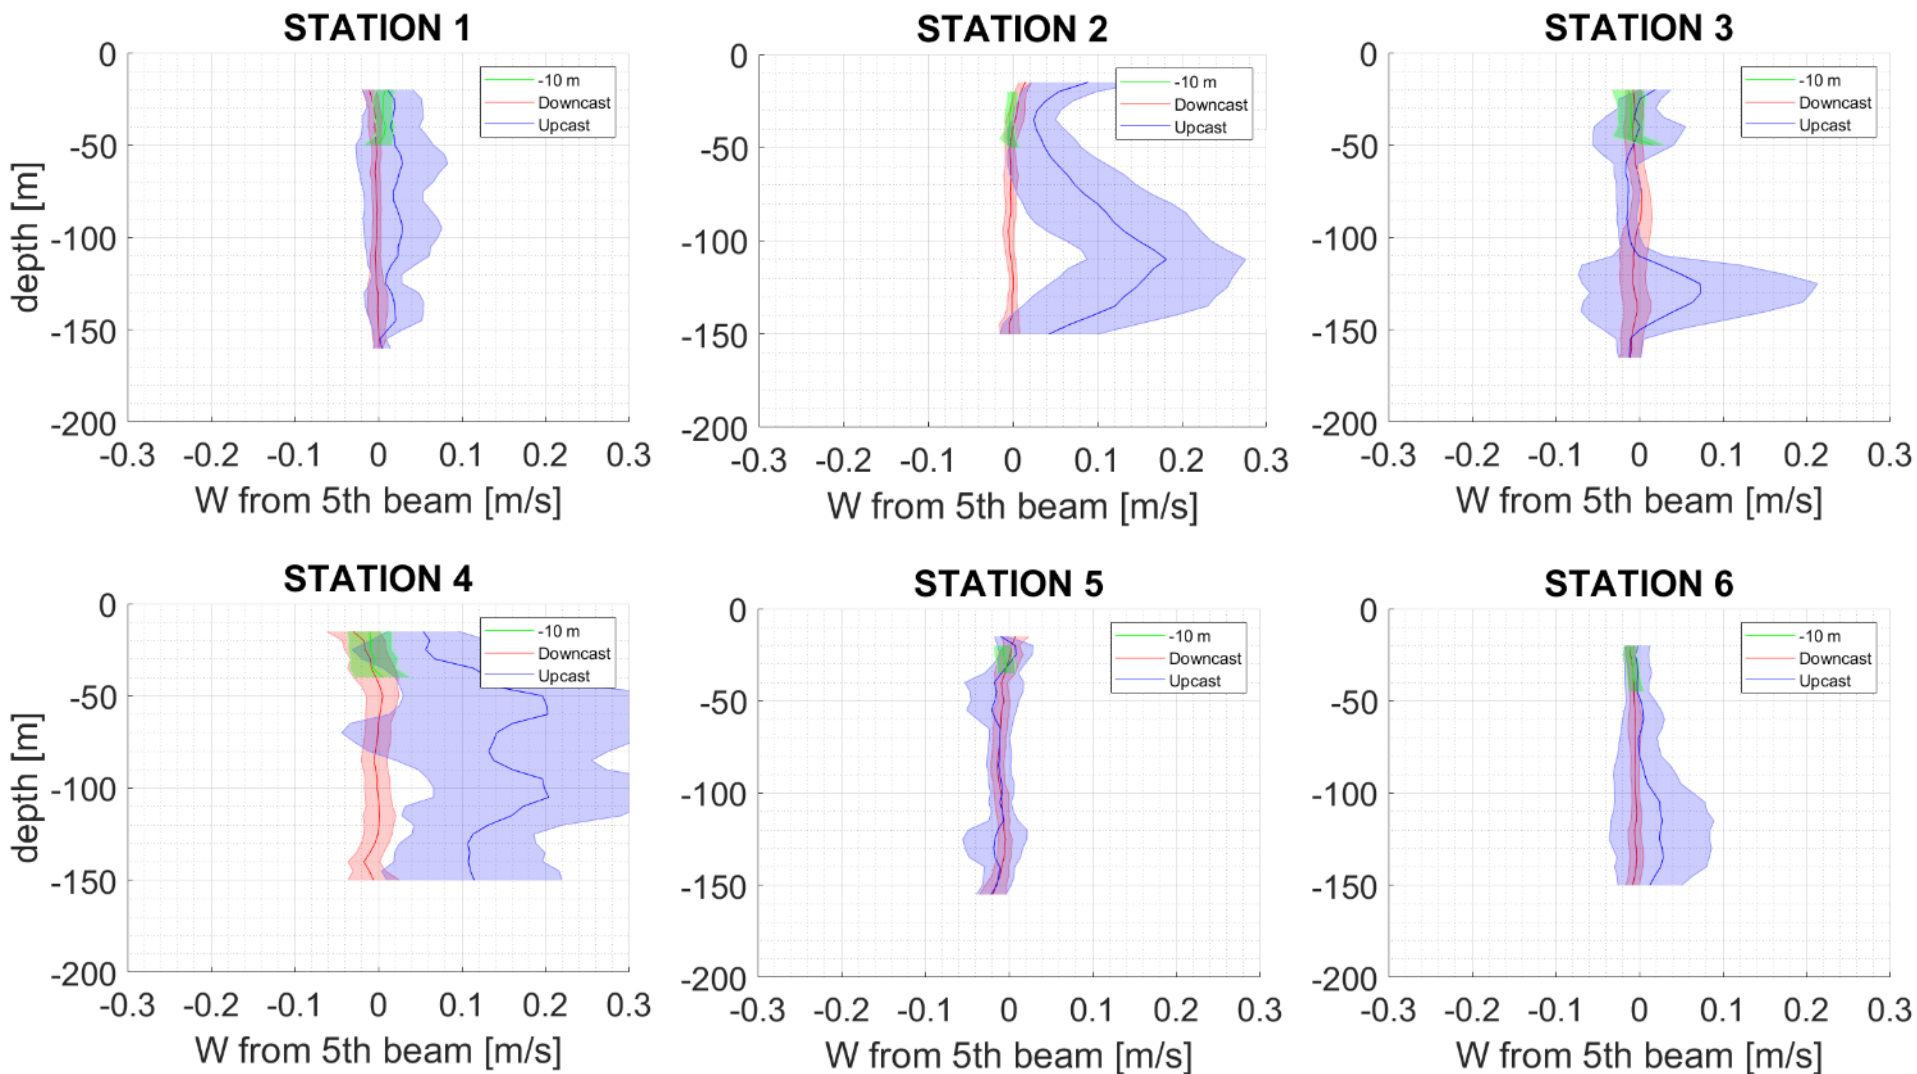 STATION 1
0
-50
-100
-150
-200
depth [m]
-10 m
Downcast
Upcast
-0.3 -0.2 -0.1 0 0.1 0.2 0.3
W from 5th beam [m/s]
STATION 2
0
-50
-100
-150
-200
-10 m
Downcast
Upcast
-0.3 -0.2 -0.1 0 0.1 0.2 0.3
W from 5th beam [m/s]
STATION 3
0
-50
-100
-150
-200
-10 m
Downcast
Upcast
-0.3 -0.2 -0.1 0 0.1 0.2 0.3
W from 5th beam [m/s]
STATION 4
0
-50
-100
-150
-200
depth [m]
-10 m
Downcast
Upcast
-0.3 -0.2 -0.1 0 0.1 0.2 0.3
W from 5th beam [m/s]
STATION 5
0
-50
-100
-150
-200
-10 m
Downcast
Upcast
-0.3 -0.2 -0.1 0 0.1 0.2 0.3
W from 5th beam [m/s]
STATION 6
0
-50
-100
-150
-200
-10 m
Downcast
Upcast
-0.3 -0.2 -0.1 0 0.1 0.2 0.3
W from 5th beam [m/s]